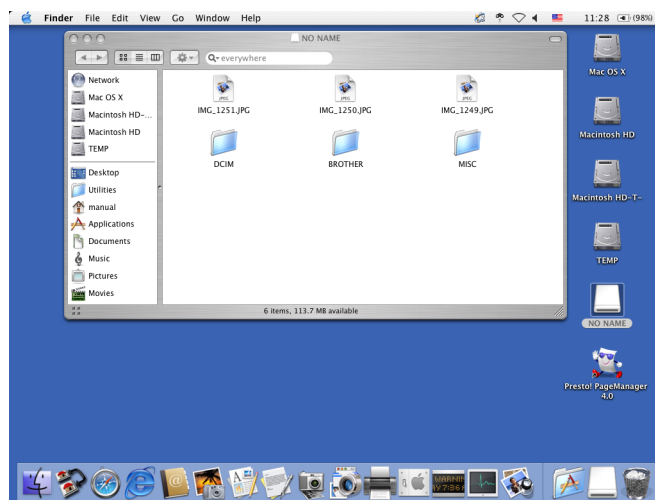 Finder File Edit View Go Window Help 11:28 (98%)
NO NAME
everywhere
Network
Mac OS X
Macintosh HD-...
Macintosh HD
TEMP
Desktop
Utilities
manual
Applications
Documents
Music
Pictures
Movies
JPEG JPEG JPEG
IMG_1251.JPG IMG_1250.JPG IMG_1249.JPG
DCIM BROTHER MISC
6 items, 113.7 MB available
Mac OS X
Macintosh HD
Macintosh HD-T-
TEMP
NO NAME
Presto! PageManager
4.0